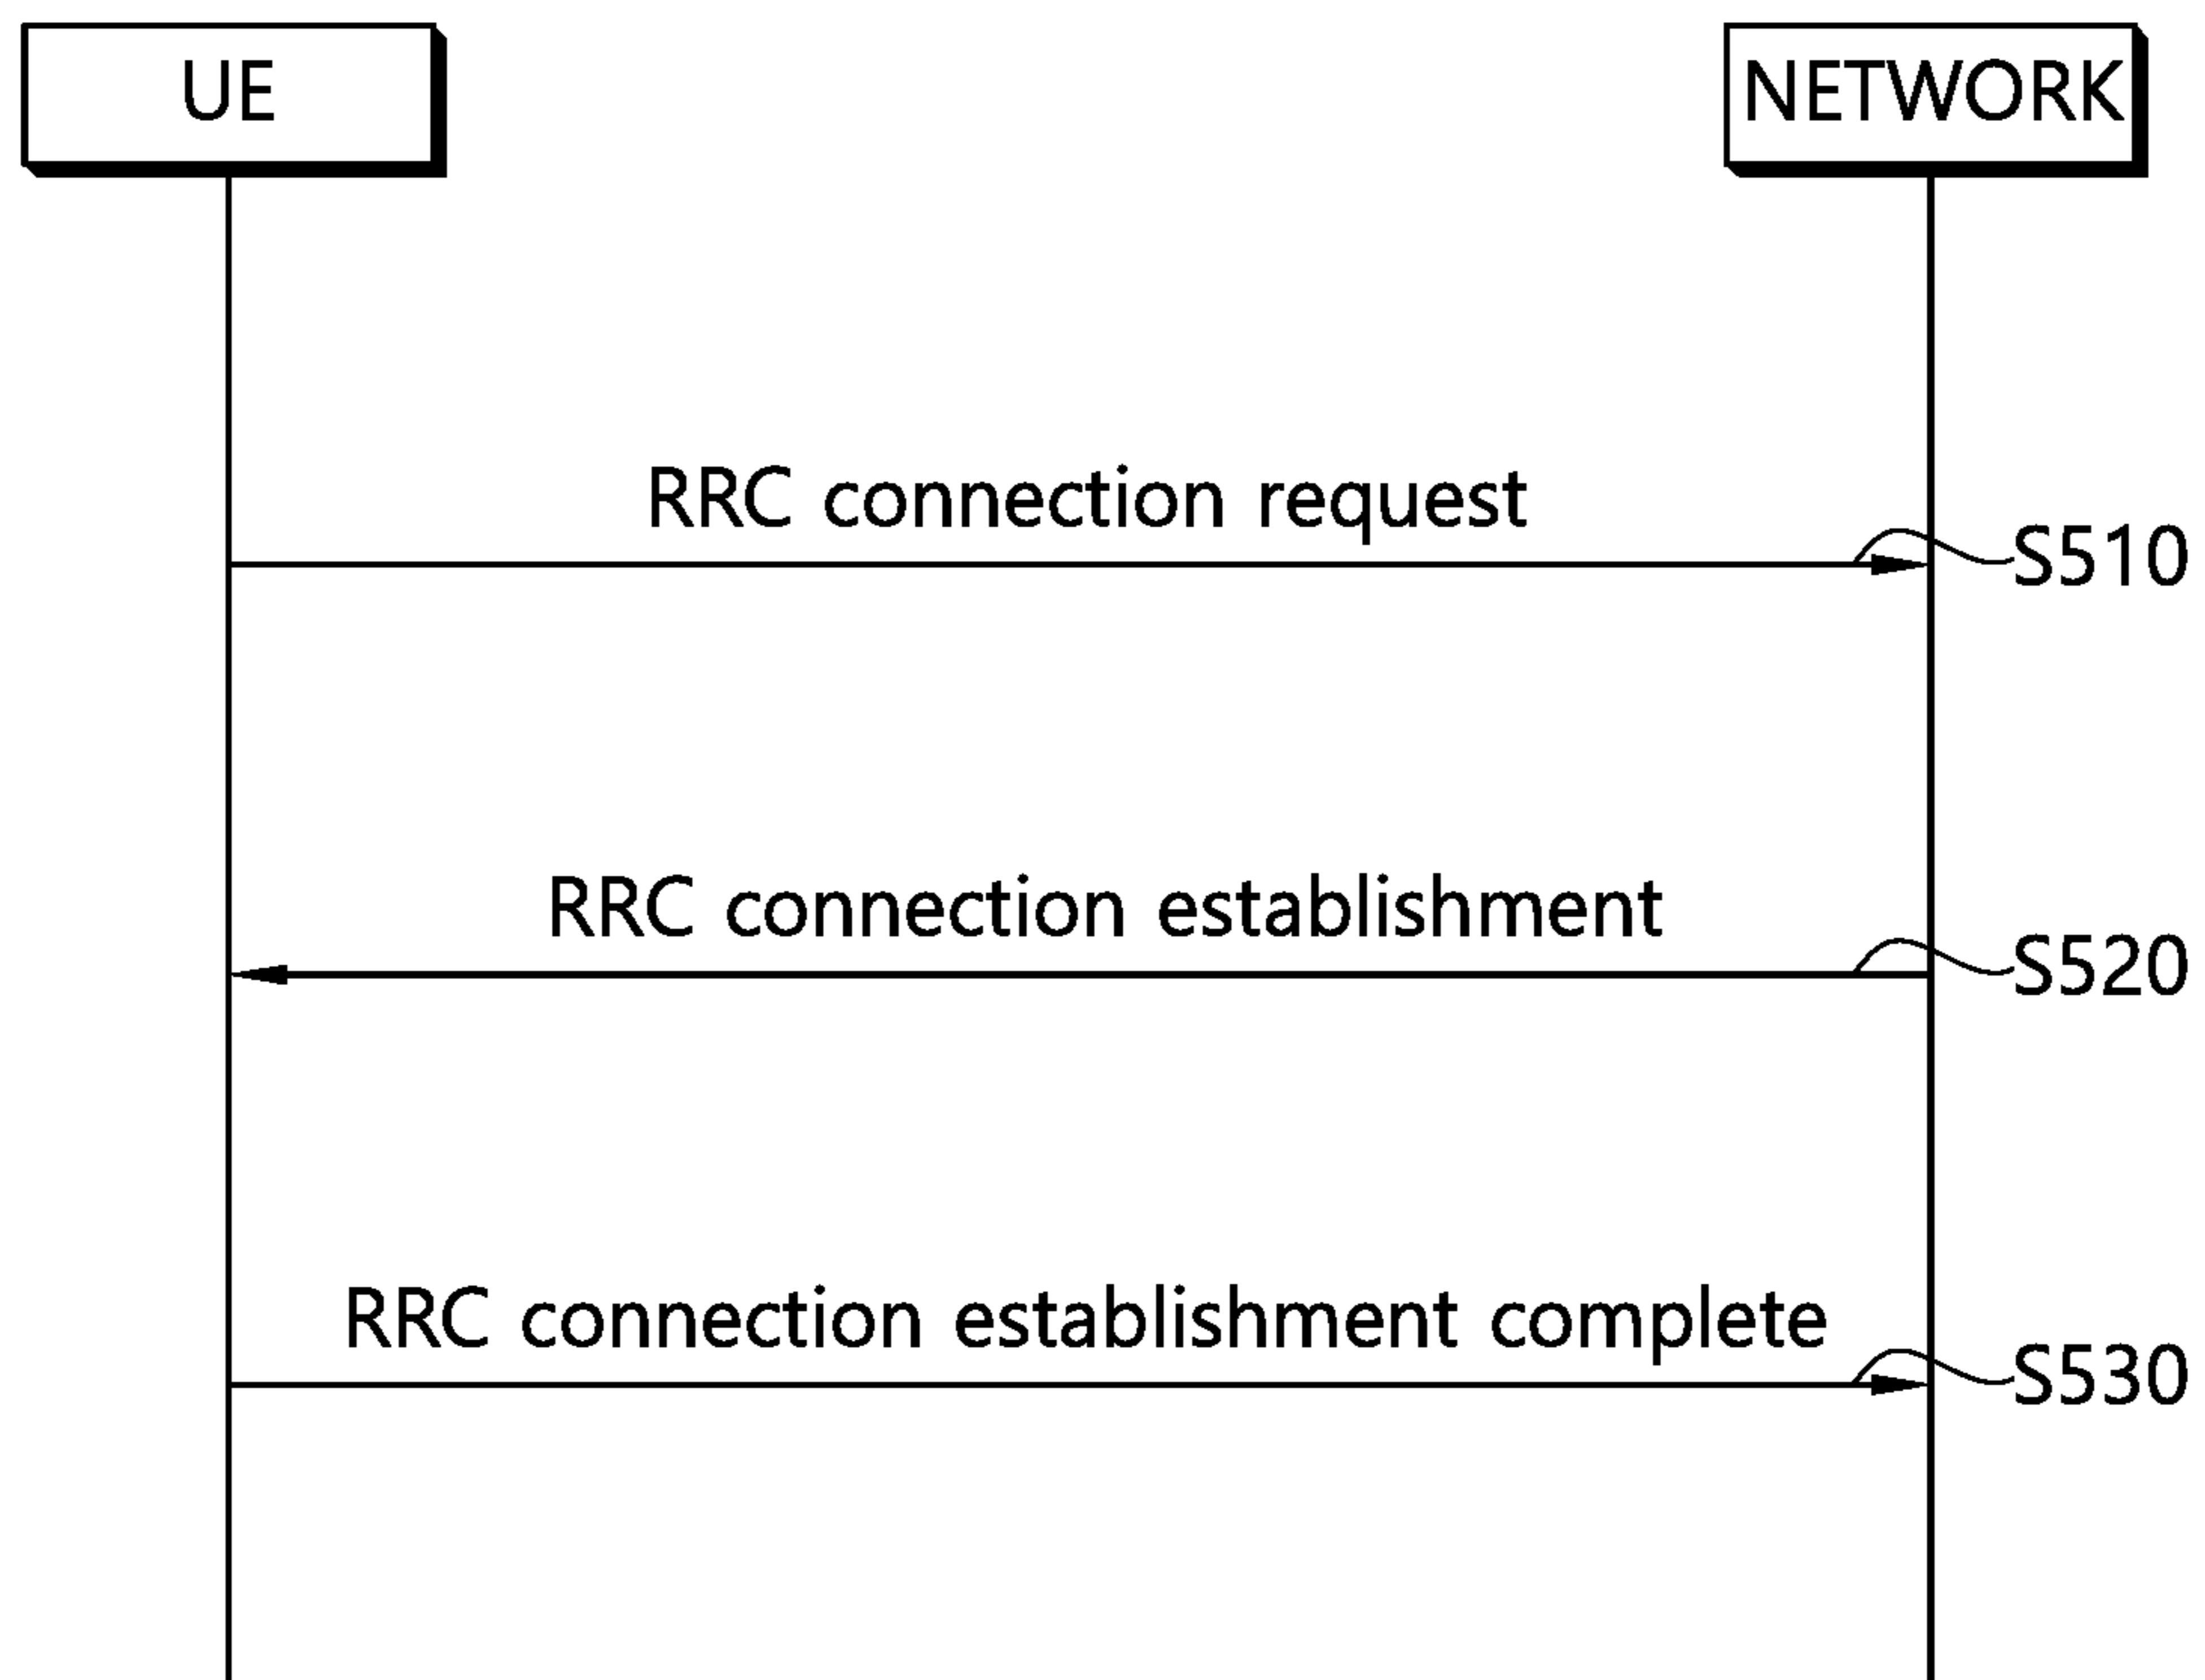 UE
NETWORK
RRC connection request
S510
RRC connection establishment
S520
RRC connection establishment complete
S530